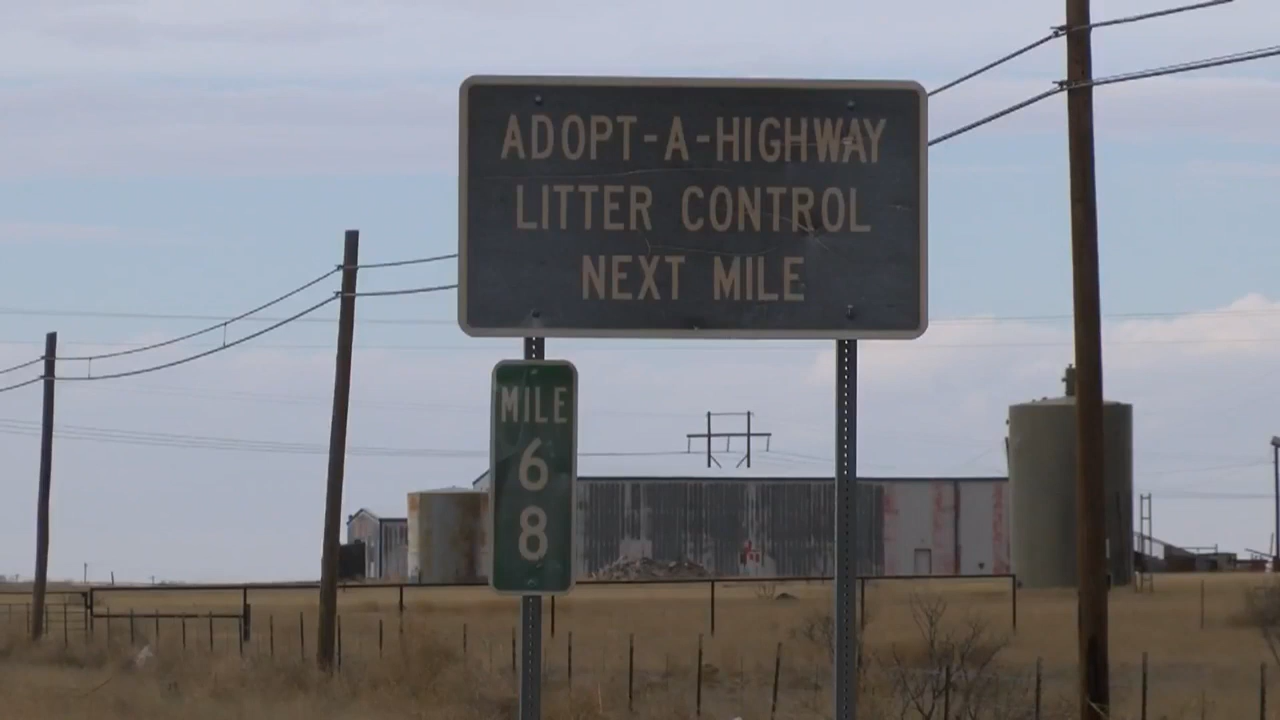 ADOPT-A-HIGHWAY
LITTER CONTROL
NEXT MILE
MILE
6
8